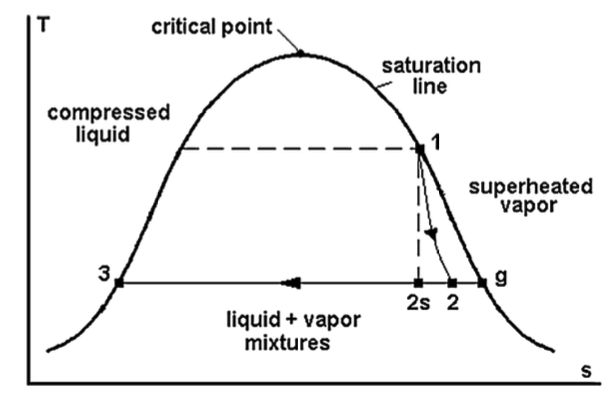 T
critical point
saturation
line
compressed
liquid
1
superheated
vapor
3
g
2s 2
liquid + vapor
mixtures
s